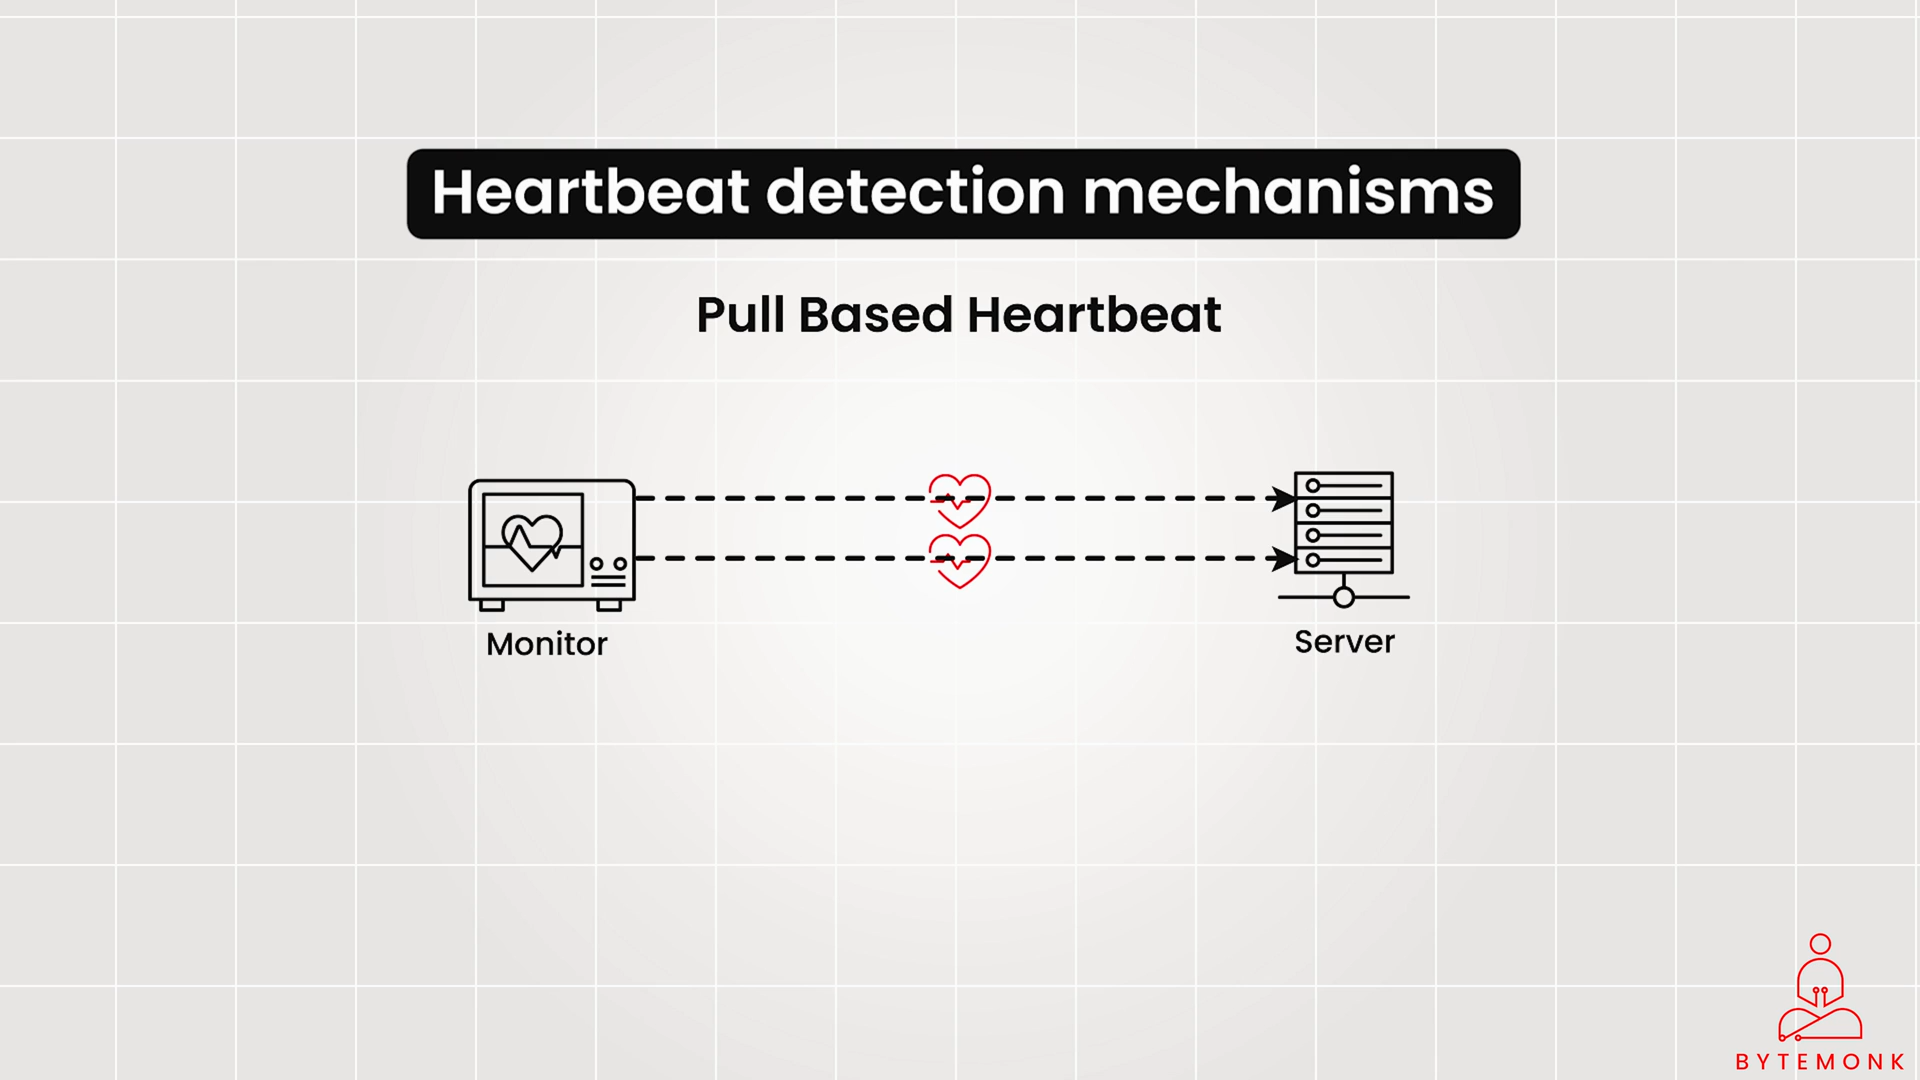 Heartbeat detection mechanisms
Pull Based Heartbeat
Monitor
Server
BYTEMONK